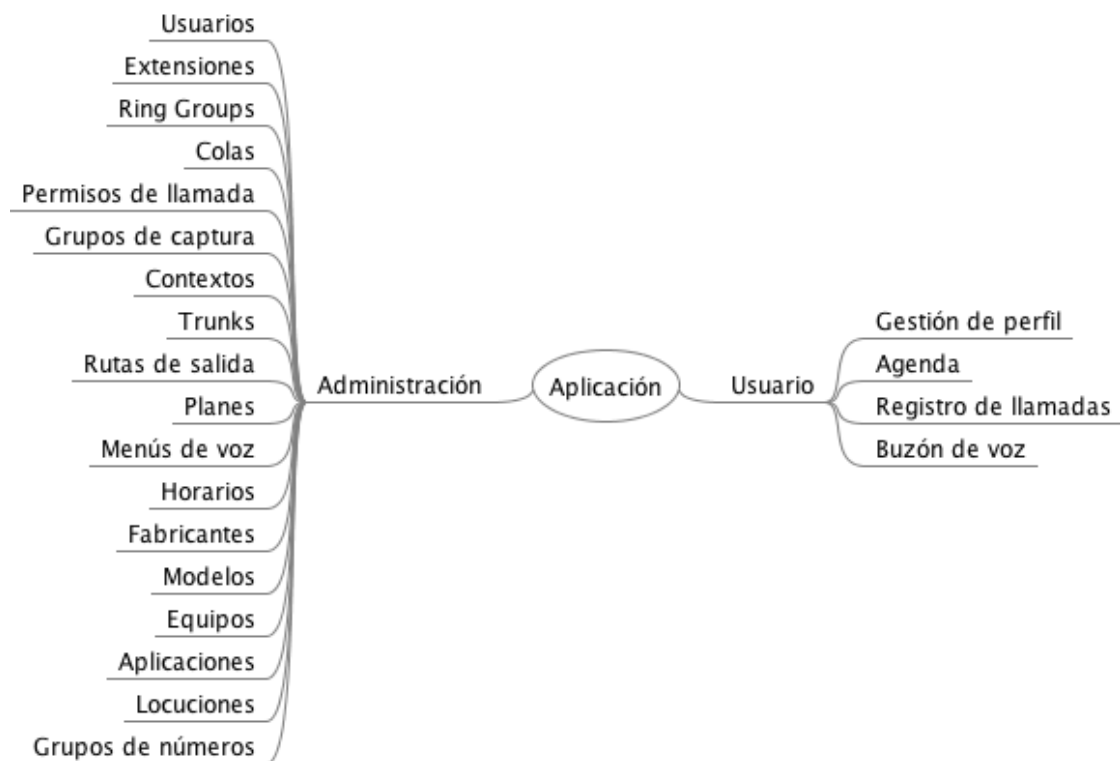 Usuarios
Extensiones
Ring Groups
Colas
Permisos de llamada
Grupos de captura
Contextos
Trunks
Rutas de salida
Planes
Menús de voz
Horarios
Fabricantes
Modelos
Equipos
Aplicaciones
Locuciones
Grupos de números
Administración
Aplicación
Usuario
Gestión de perfil
Agenda
Registro de llamadas
Buzón de voz